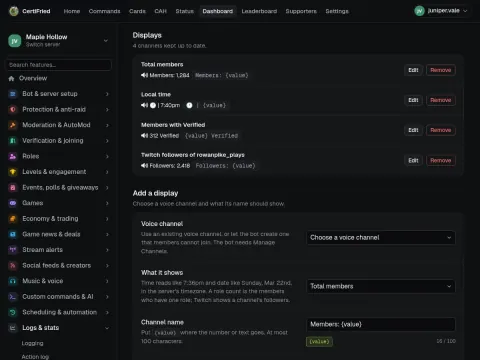 CertiFried
Home
Commands
Cards
CAH
Status
Dashboard
Leaderboard
Supporters
Settings
JV
juniper.vale
JV
Maple Hollow
Switch server
Search features...
Overview
Bot & server setup
Protection & anti-raid
Moderation & AutoMod
Verification & joining
Roles
Levels & engagement
Events, polls & giveaways
Games
Economy & trading
Game news & deals
Stream alerts
Social feeds & creators
Music & voice
Custom commands & AI
Scheduling & automation
Logs & stats
Logging
Action log
Displays
4 channels kept up to date.
Total members
Members: 1,284 Members: {value}
Edit
Remove
Local time
| 7:40pm | {value}
Edit
Remove
Members with Verified
312 Verified {value} Verified
Edit
Remove
Twitch followers of rowanpike_plays
Followers: 2,418 Followers: {value}
Edit
Remove
Add a display
Choose a voice channel and what its name should show.
Voice channel
Use an existing voice channel, or let the bot create one that members cannot join. The bot needs Manage Channels.
Choose a voice channel
What it shows
Time reads like 7:36pm and date like Sunday, Mar 22nd, in the server's timezone. A role count is the members who have one role; Twitch shows a channel's followers.
Total members
Channel name
Put {value} where the number or text goes. At most 100 characters.
Members: {value}
{value}
16 / 100